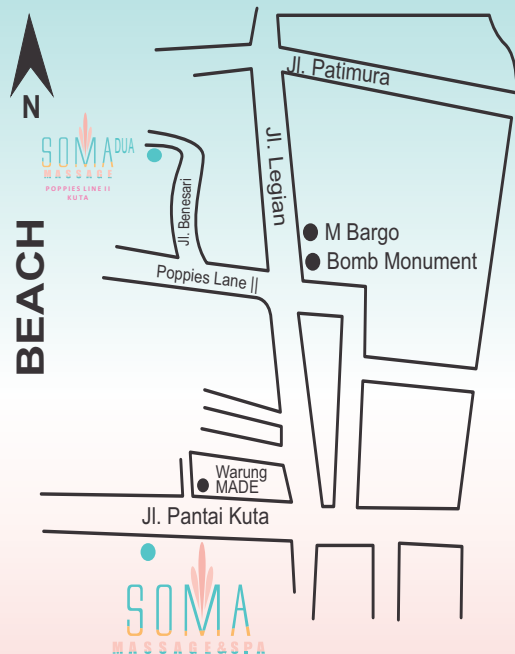 Jl. Patimura
N
SOMA DUA
MASSAGE
POPPIES LINE II
KUTA
Jl. Legian
Jl. Benesari
BEACH
M Bargo
Bomb Monument
Poppies Lane ||
Warung
MADE
Jl. Pantai Kuta
SOMA
MASSAGE&SPA